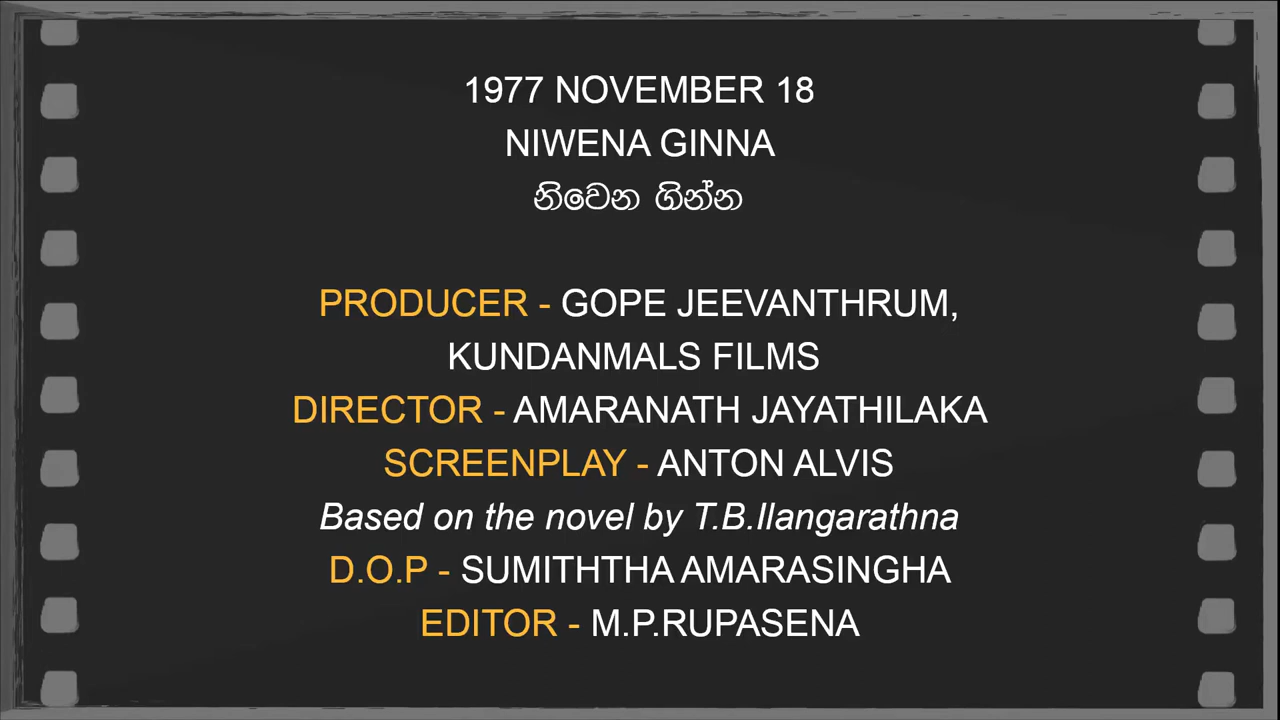 1977 NOVEMBER 18
NIWENA GINNA
නිවෙන ගින්න
PRODUCER - GOPE JEEVANTHRUM,
KUNDANMALS FILMS
DIRECTOR - AMARANATH JAYATHILAKA
SCREENPLAY - ANTON ALVIS
Based on the novel by T.B.Ilangarathna
D.O.P - SUMITHTHA AMARASINGHA
EDITOR - M.P.RUPASENA